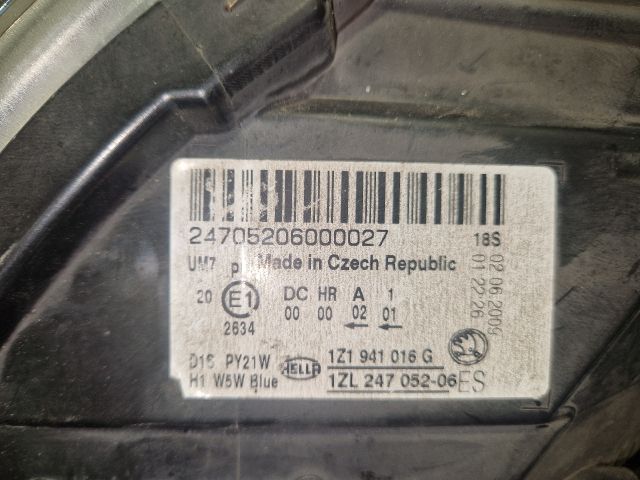 24705206000027
18S
UM7 p Made in Czech Republic
20 E1 DC HR A 1
00 00 02 01
2634
D1S PY21W HELLA 1Z1 941 016 G
H1 W5W Blue 1ZL 247 052-06 ES
02 06 2009
01 22 26